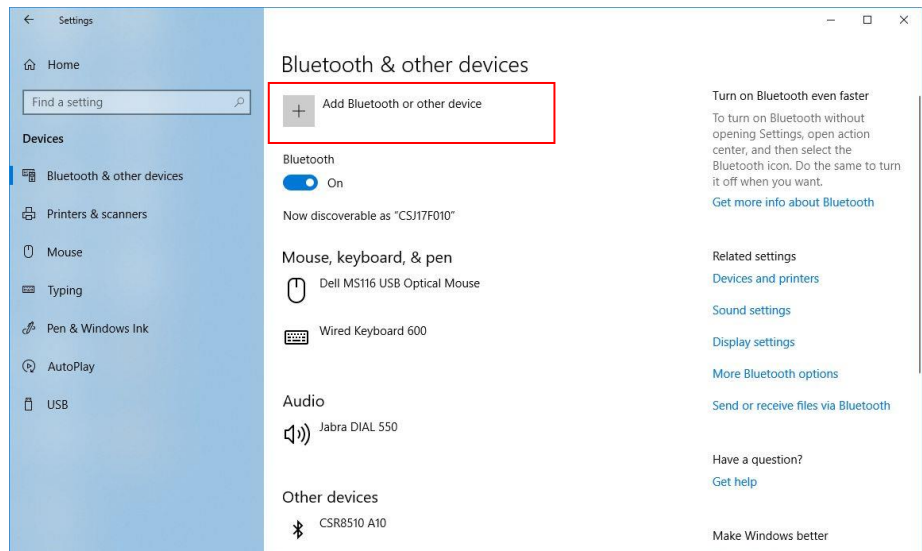 Settings
Home
Find a setting
Devices
Bluetooth & other devices
Printers & scanners
Mouse
Typing
Pen & Windows Ink
AutoPlay
USB
Bluetooth & other devices
Add Bluetooth or other device
Bluetooth
On
Now discoverable as “CSJ17F010”
Mouse, keyboard, & pen
Dell MS116 USB Optical Mouse
Wired Keyboard 600
Audio
Jabra DIAL 550
Other devices
CSR8510 A10
Turn on Bluetooth even faster
To turn on Bluetooth without
opening Settings, open action
center, and then select the
Bluetooth icon. Do the same to turn
it off when you want.
Get more info about Bluetooth
Related settings
Devices and printers
Sound settings
Display settings
More Bluetooth options
Send or receive files via Bluetooth
Have a question?
Get help
Make Windows better